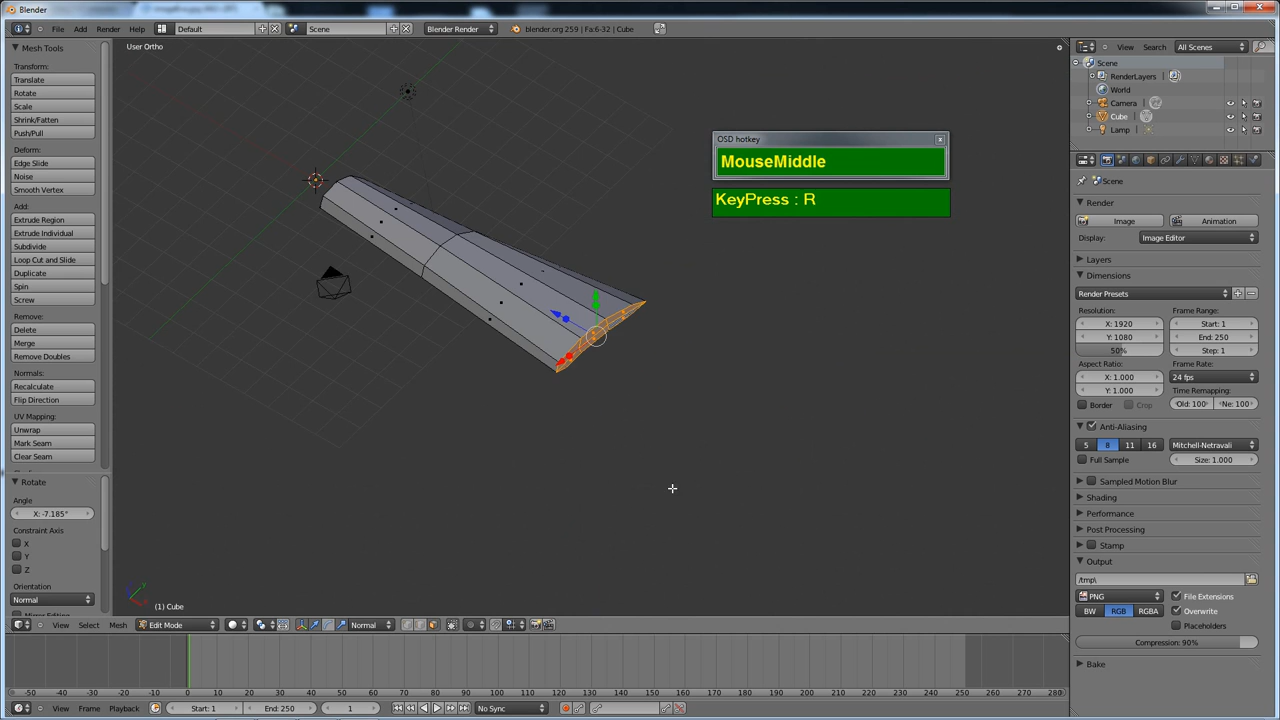 Blender
File Add Render Help Default Scene Blender Render blender.org 259 | Fa:6-32 | Cube
Mesh Tools
Transform:
Translate
Rotate
Scale
Shrink/Fatten
Push/Pull
Deform:
Edge Slide
Noise
Smooth Vertex
Add:
Extrude Region
Extrude Individual
Subdivide
Loop Cut and Slide
Duplicate
Spin
Screw
Remove:
Delete
Merge
Remove Doubles
Normals:
Recalculate
Flip Direction
UV Mapping:
Unwrap
Mark Seam
Clear Seam
Rotate
Angle
X: -7.185°
Constraint Axis
X
Y
Z
Orientation
Normal
User Ortho
OSD hotkey
MouseMiddle
KeyPress : R
(1) Cube
View Select Mesh Edit Mode Normal
-50 -40 -30 -20 -10 0 10 20 30 40 50 60 70 80 90 100 110 120 130 140 150 160 170 180 190 200 210 220 230 240 250 260 270 280
View Frame Playback Start: 1 End: 250 1 No Sync
View Search All Scenes
Scene
RenderLayers
World
Camera
Cube
Lamp
Scene
Render
Image Animation
Display: Image Editor
Layers
Dimensions
Render Presets
Resolution: Frame Range:
X: 1920 Start: 1
Y: 1080 End: 250
50% Step: 1
Aspect Ratio: Frame Rate:
X: 1.000 24 fps
Y: 1.000 Time Remapping:
Border Crop Old: 100 Ne: 100
Anti-Aliasing
5 8 11 16 Mitchell-Netravali
Full Sample Size: 1.000
Sampled Motion Blur
Shading
Performance
Post Processing
Stamp
Output
/tmp\
PNG File Extensions
BW RGB RGBA Overwrite
Placeholders
Compression: 90%
Bake